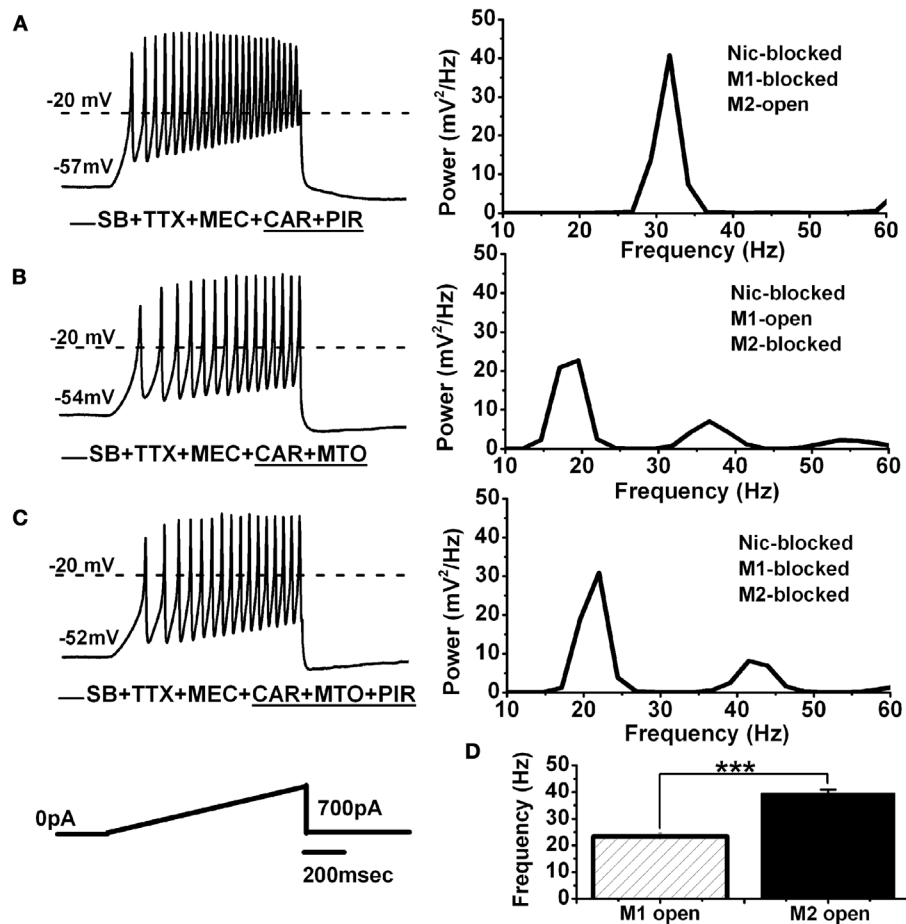 A
-20 mV
-57mV
—SB+TTX+MEC+CAR+PIR
50
40
30
20
10
0
Power (mV²/Hz)
Nic-blocked
M1-blocked
M2-open
10 20 30 40 50 60
Frequency (Hz)
B
-20 mV
-54mV
—SB+TTX+MEC+CAR+MTO
50
40
30
20
10
0
Power (mV²/Hz)
Nic-blocked
M1-open
M2-blocked
10 20 30 40 50 60
Frequency (Hz)
C
-20 mV
-52mV
—SB+TTX+MEC+CAR+MTO+PIR
50
40
30
20
10
0
Power (mV²/Hz)
Nic-blocked
M1-blocked
M2-blocked
10 20 30 40 50 60
Frequency (Hz)
0pA
700pA
200msec
D
50
40
30
20
10
0
Frequency (Hz)
***
M1 open M2 open